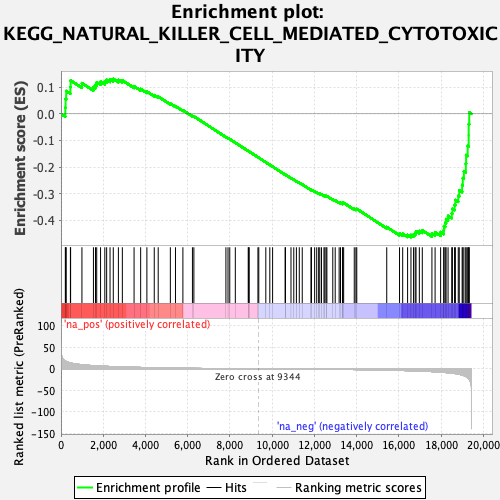 Enrichment plot:
KEGG_NATURAL_KILLER_CELL_MEDIATED_CYTOTOXIC
ITY
Enrichment score (ES)
0.1
0.0
-0.1
-0.2
-0.3
-0.4
'na_pos' (positively correlated)
Ranked list metric (PreRanked)
100
50
0
-50
-100
-150
Zero cross at 9344
'na_neg' (negatively correlated)
0
2,000
4,000
6,000
8,000
10,000
12,000
14,000
16,000
18,000
20,000
Rank in Ordered Dataset
Enrichment profile
Hits
Ranking metric scores